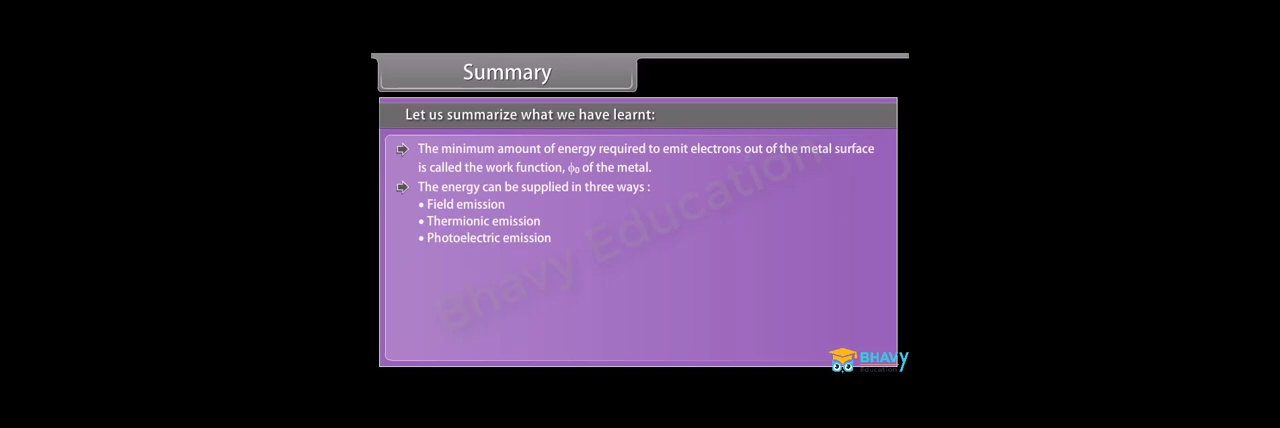 Summary
Let us summarize what we have learnt:
The minimum amount of energy required to emit electrons out of the metal surface
is called the work function, ϕ₀ of the metal.
The energy can be supplied in three ways :
• Field emission
• Thermionic emission
• Photoelectric emission
Bhavy Education
BHAVY
Education